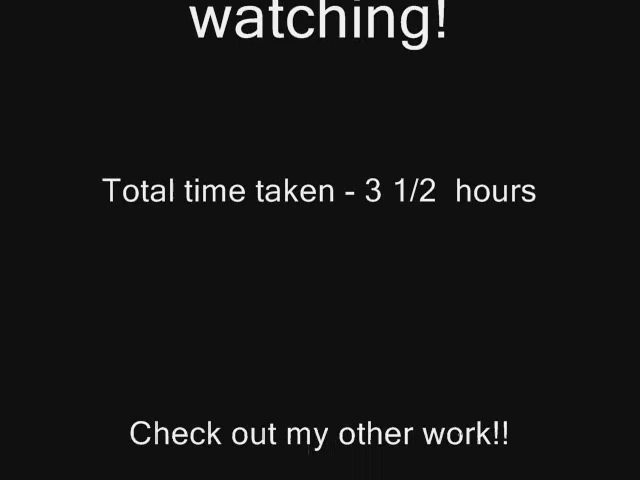 watching!
Total time taken - 3 1/2  hours
Check out my other work!!